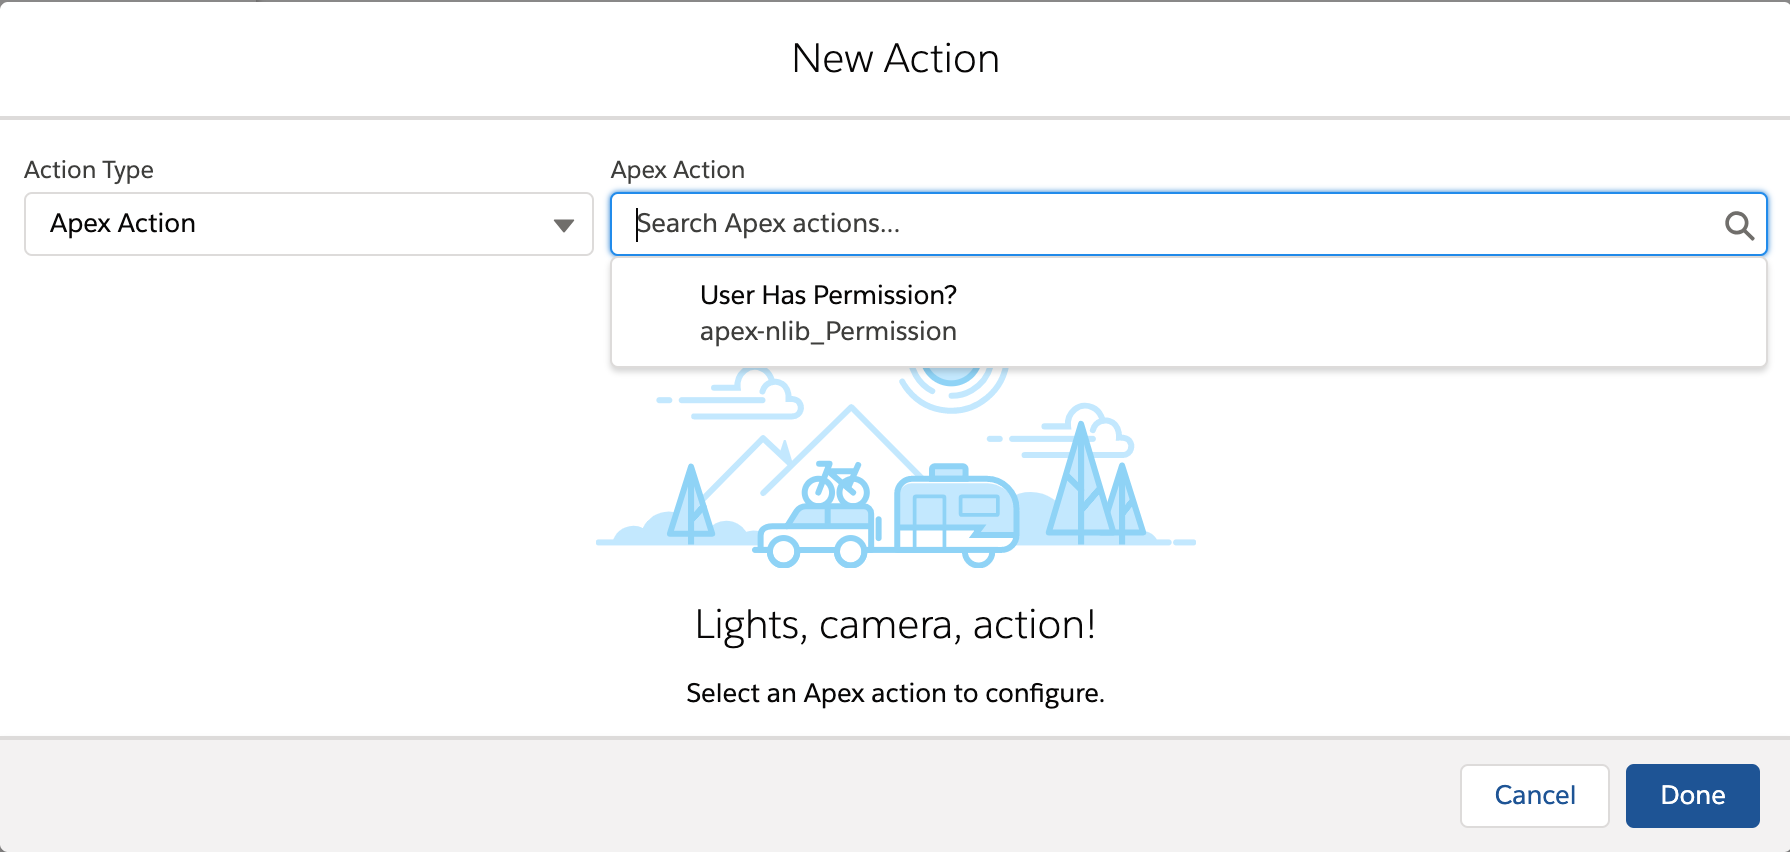 New Action
Action Type
Apex Action
Apex Action
Search Apex actions...
User Has Permission?
apex-nlib_Permission
Lights, camera, action!
Select an Apex action to configure.
Cancel
Done